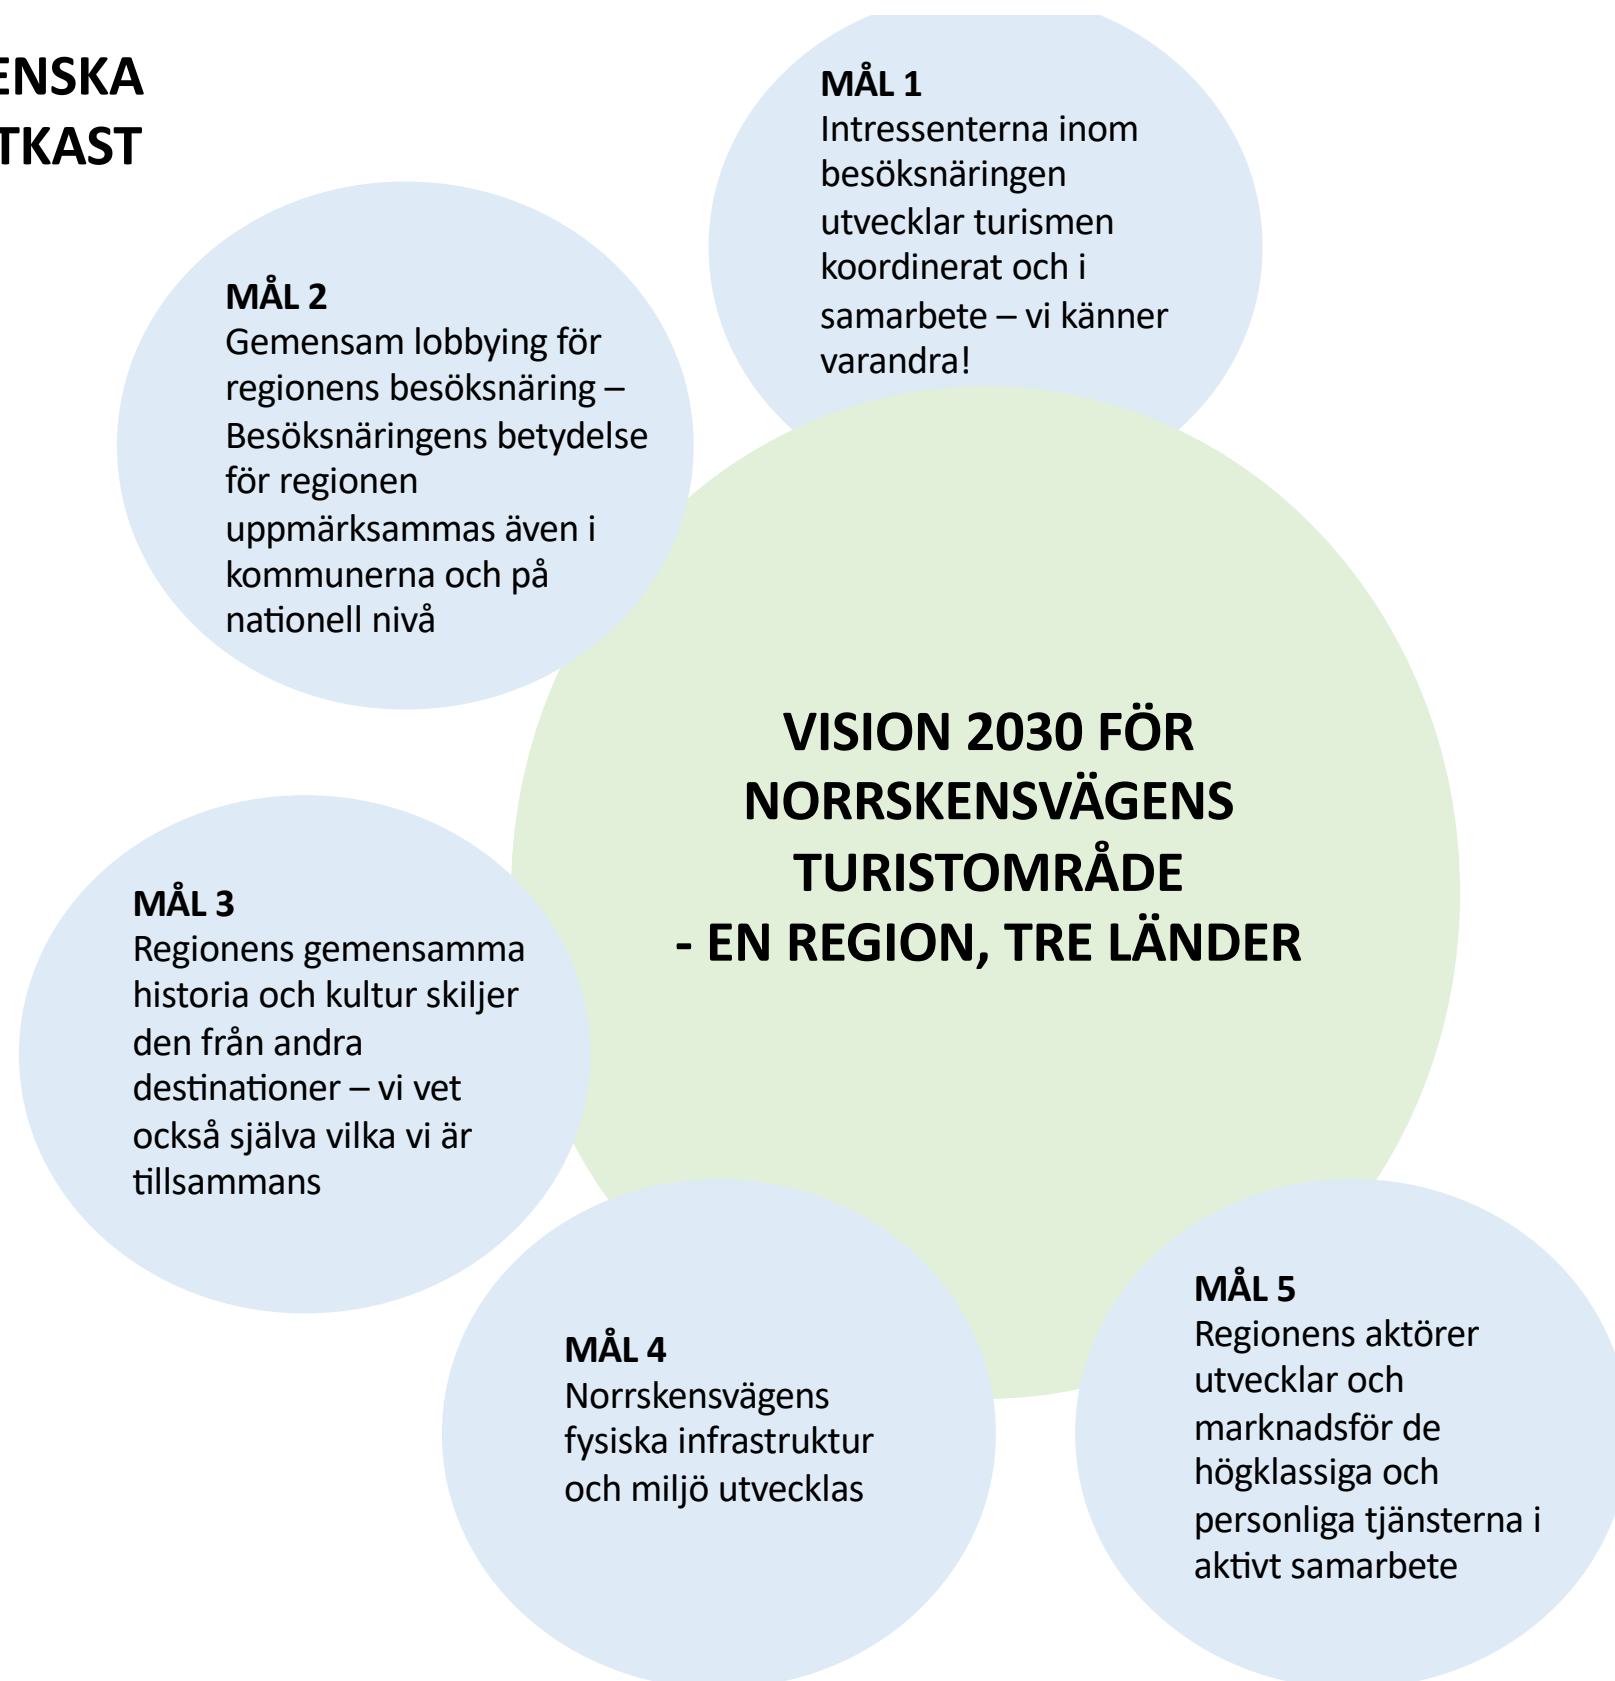 ENSKA
TKAST
MÅL 1
Intressenterna inom
besöksnäringen
utvecklar turismen
koordinerat och i
samarbete – vi känner
varandra!
MÅL 2
Gemensam lobbying för
regionens besöksnäring –
Besöksnäringens betydelse
för regionen
uppmärksammas även i
kommunerna och på
nationell nivå
VISION 2030 FÖR
NORRSKENSVÄGENS
TURISTOMRÅDE
- EN REGION, TRE LÄNDER
MÅL 3
Regionens gemensamma
historia och kultur skiljer
den från andra
destinationer – vi vet
också själva vilka vi är
tillsammans
MÅL 4
Norrskensvägens
fysiska infrastruktur
och miljö utvecklas
MÅL 5
Regionens aktörer
utvecklar och
marknadsför de
högklassiga och
personliga tjänsterna i
aktivt samarbete